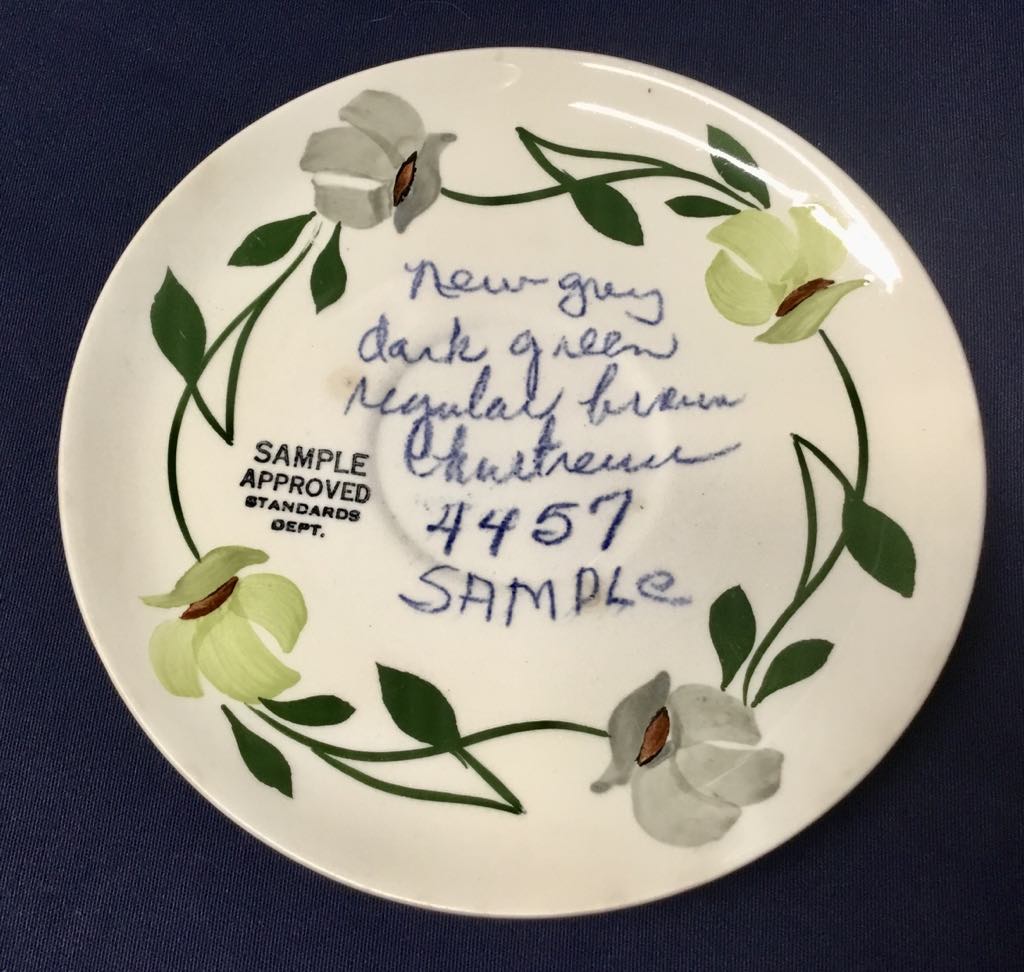 new grey
dark green
regular brown
Chartreuse
4457
SAMPLE
SAMPLE
APPROVED
STANDARDS
DEPT.